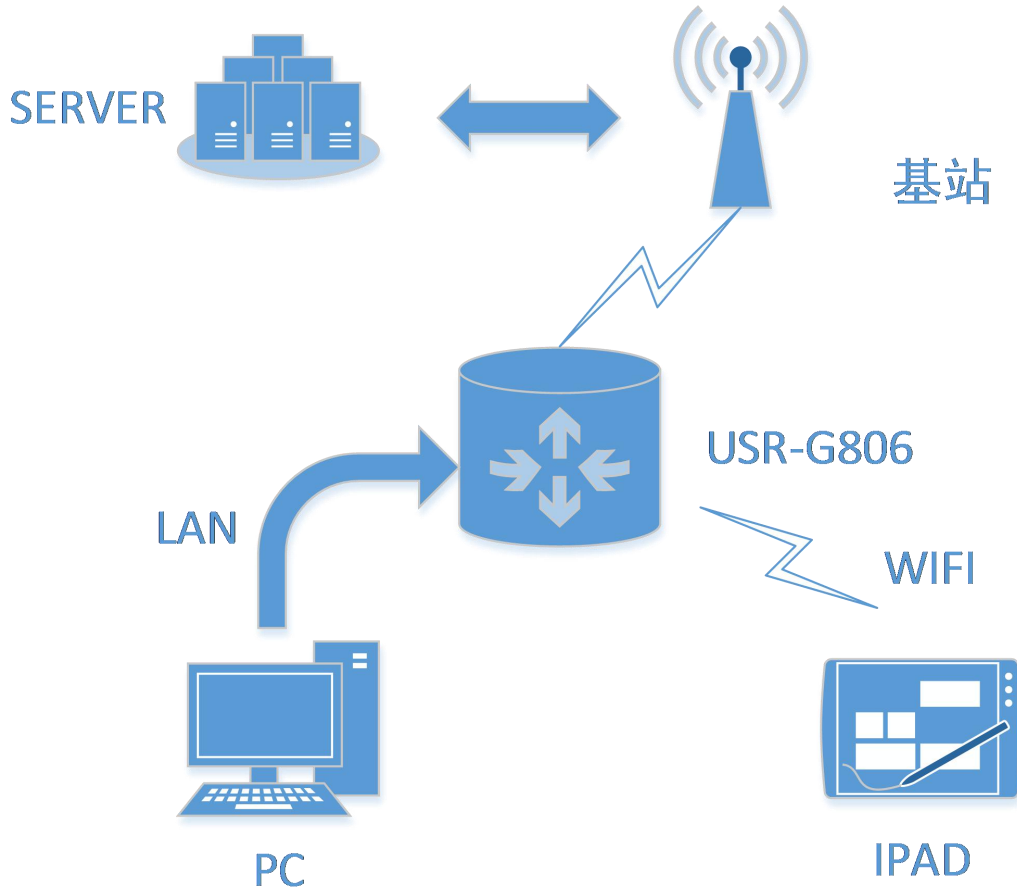 SERVER
基站
USR-G806
LAN
WIFI
PC
IPAD